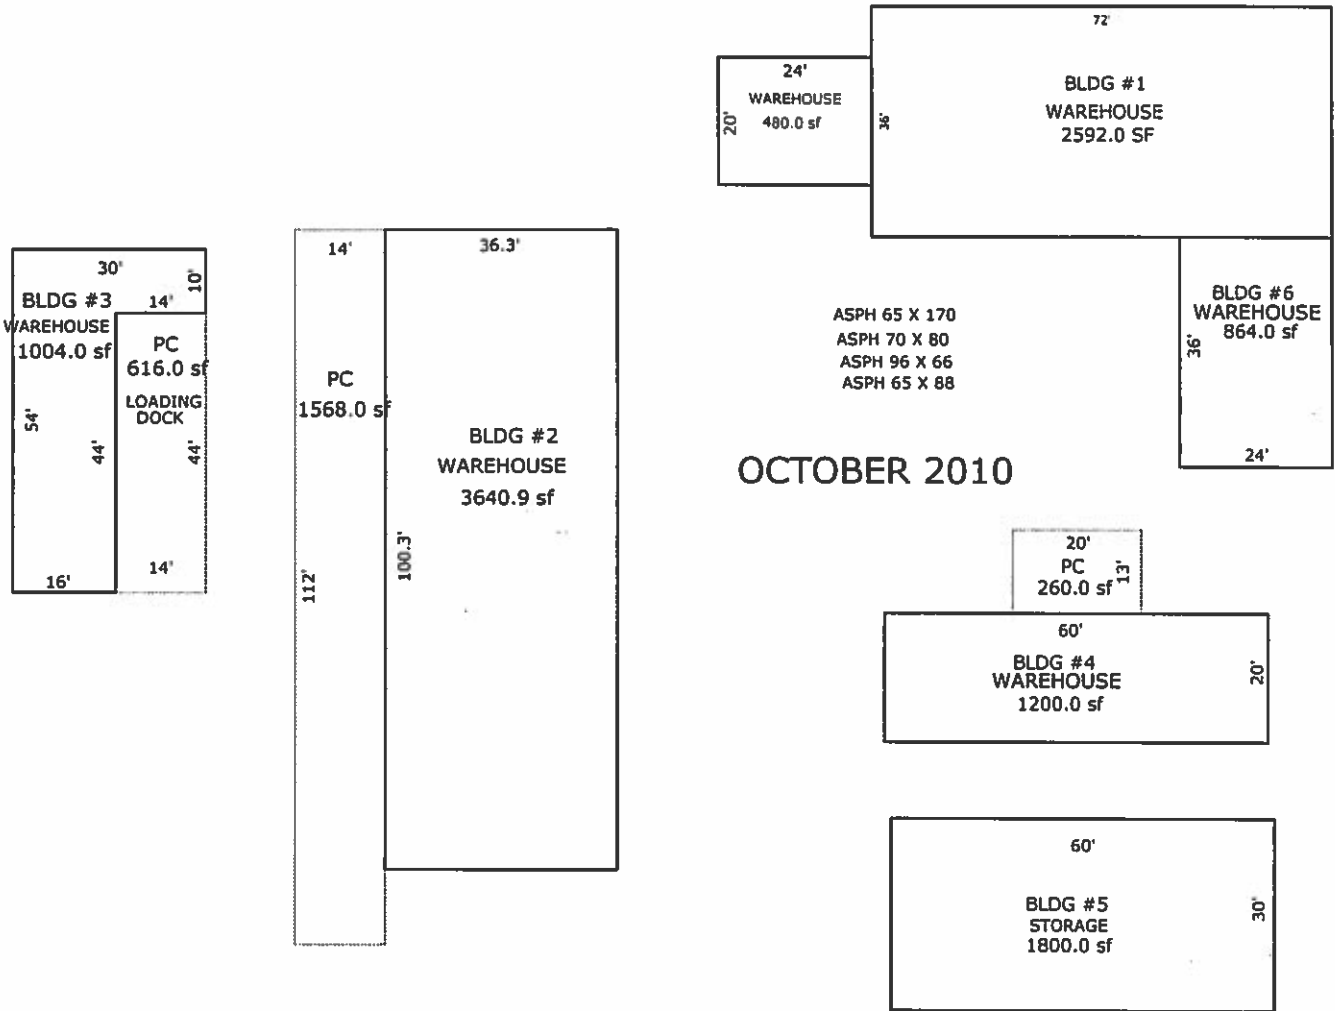 72'
24'
WAREHOUSE
480.0 sf
20'
36'
BLDG #1
WAREHOUSE
2592.0 SF
30'
10'
BLDG #3
14'
WAREHOUSE
1004.0 sf
PC
616.0 sf
LOADING
DOCK
54'
44'
44'
16'
14'
14'
36.3'
PC
1568.0 sf
112'
100.3'
BLDG #2
WAREHOUSE
3640.9 sf
ASPH 65 X 170
ASPH 70 X 80
ASPH 96 X 66
ASPH 65 X 88
BLDG #6
WAREHOUSE
864.0 sf
36'
24'
OCTOBER 2010
20'
PC
260.0 sf
13'
60'
BLDG #4
WAREHOUSE
1200.0 sf
20'
60'
BLDG #5
STORAGE
1800.0 sf
30'